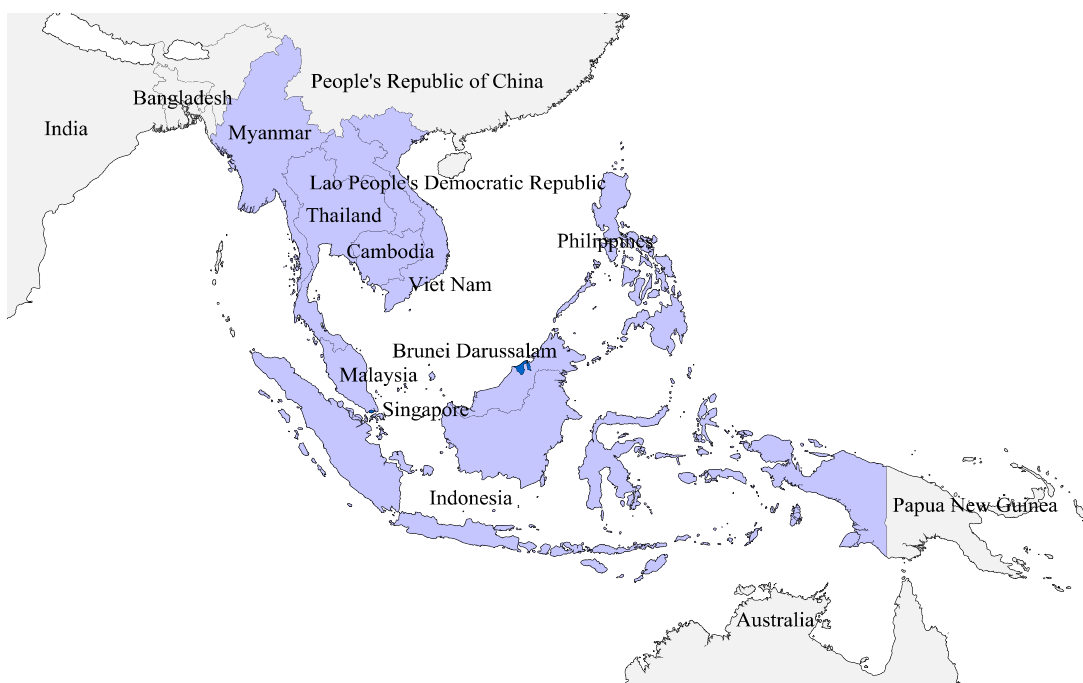 People's Republic of China
Bangladesh
India
Myanmar
Lao People's Democratic Republic
Thailand
Philippines
Cambodia
Viet Nam
Brunei Darussalam
Malaysia
Singapore
Indonesia
Papua New Guinea
Australia